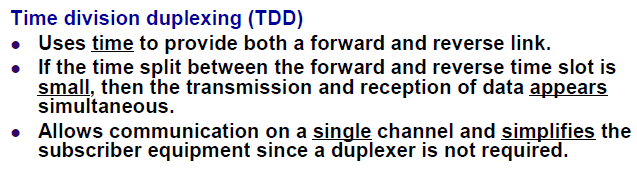 Time division duplexing (TDD)
● Uses time to provide both a forward and reverse link.
● If the time split between the forward and reverse time slot is
small, then the transmission and reception of data appears
simultaneous.
● Allows communication on a single channel and simplifies the
subscriber equipment since a duplexer is not required.